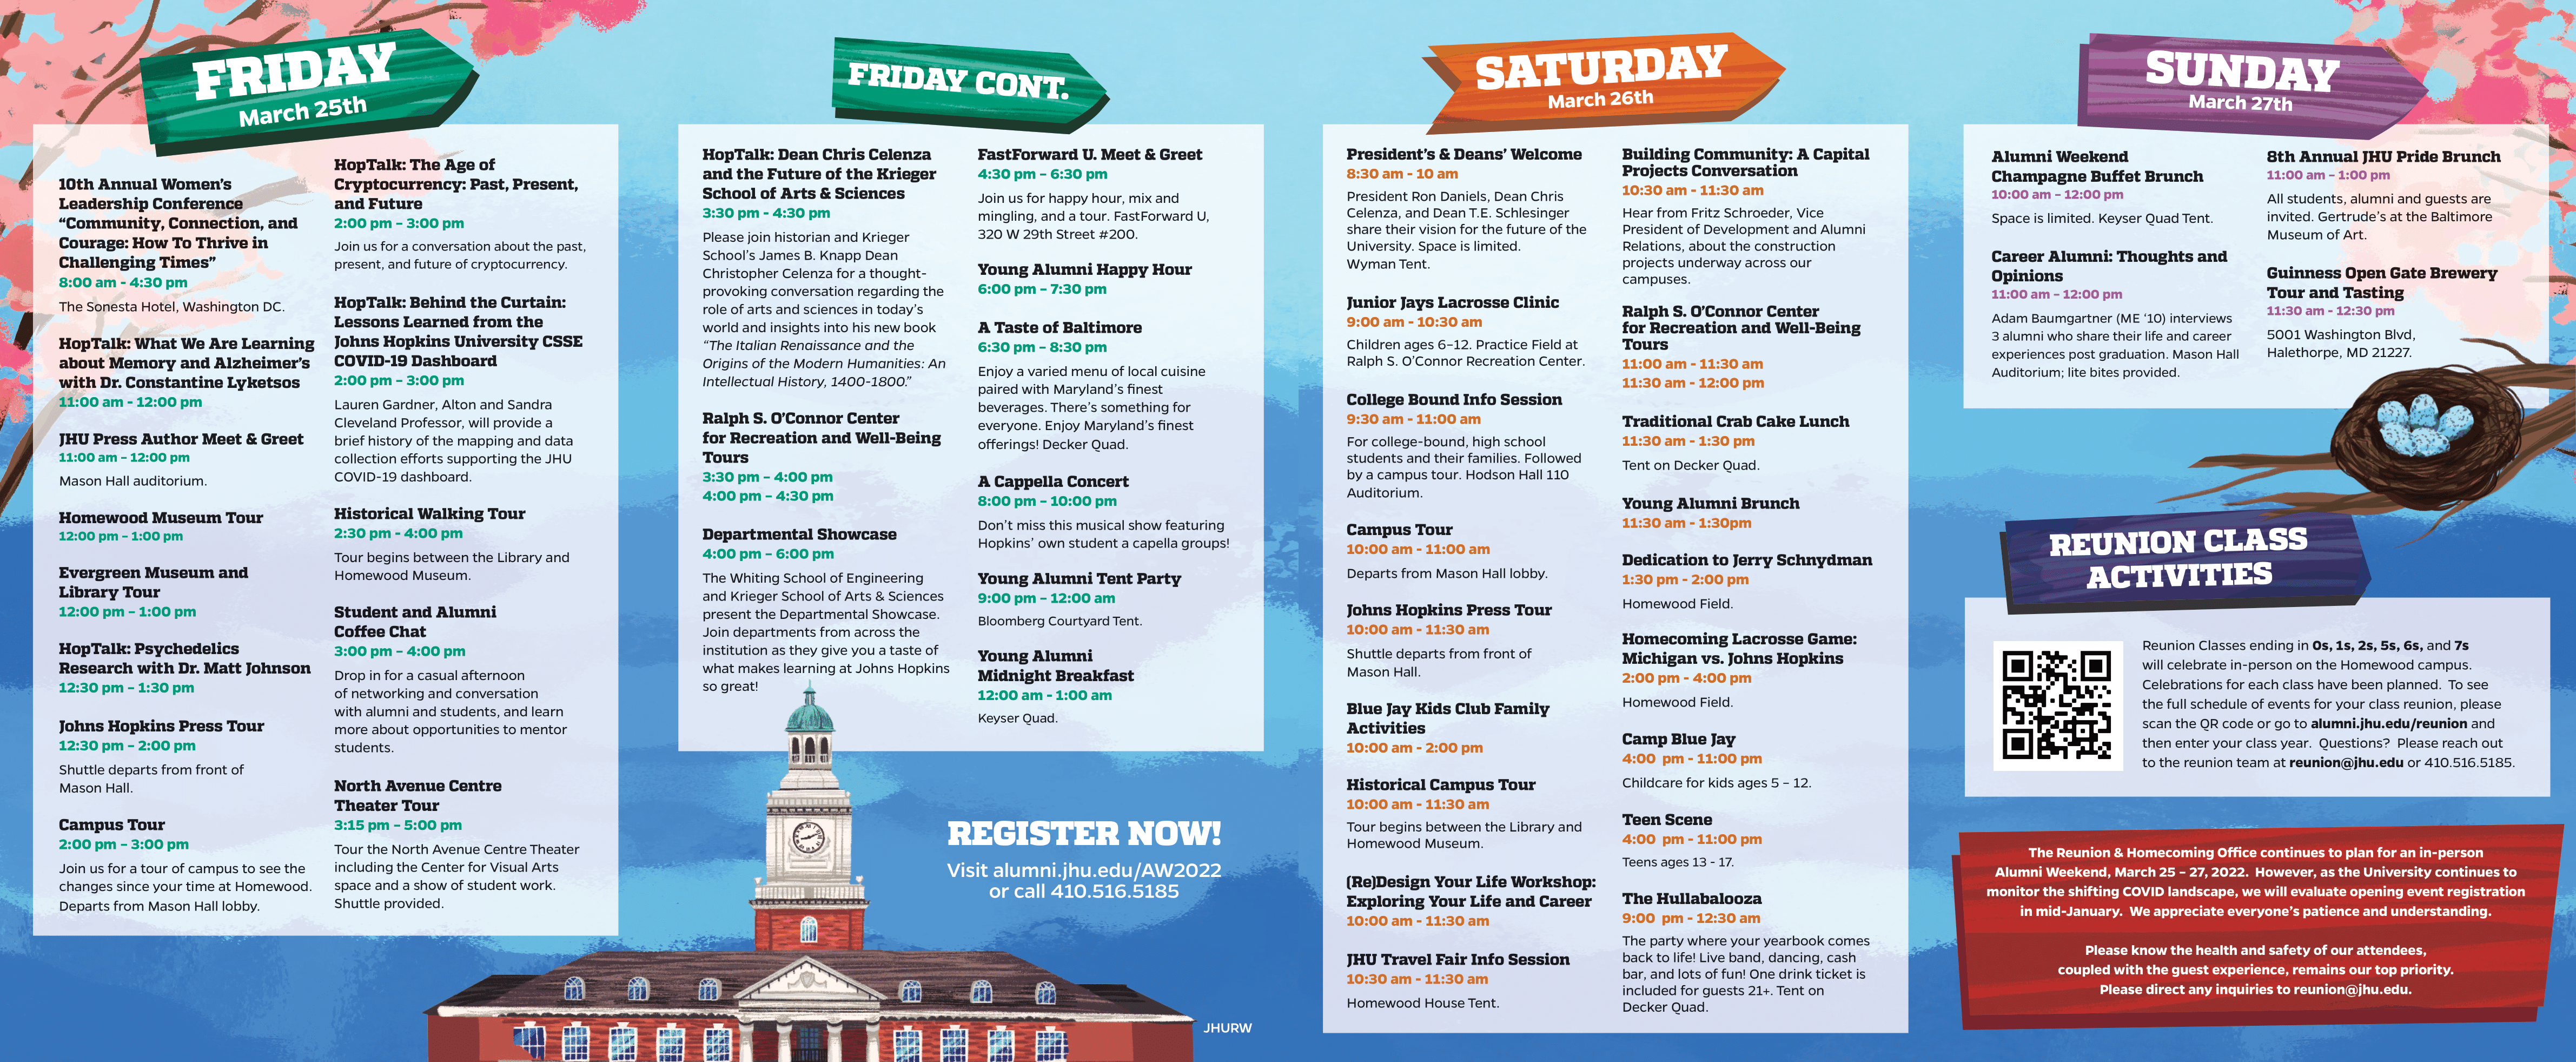 FRIDAY
March 25th
10th Annual Women's
Leadership Conference
“Community, Connection, and
Courage: How To Thrive in
Challenging Times”
8:00 am - 4:30 pm
The Sonesta Hotel, Washington DC.
HopTalk: What We Are Learning
about Memory and Alzheimer's
with Dr. Constantine Lyketsos
11:00 am - 12:00 pm
JHU Press Author Meet & Greet
11:00 am – 12:00 pm
Mason Hall auditorium.
Homewood Museum Tour
12:00 pm – 1:00 pm
Evergreen Museum and
Library Tour
12:00 pm – 1:00 pm
HopTalk: Psychedelics
Research with Dr. Matt Johnson
12:30 pm – 1:30 pm
Johns Hopkins Press Tour
12:30 pm – 2:00 pm
Shuttle departs from front of
Mason Hall.
Campus Tour
2:00 pm – 3:00 pm
Join us for a tour of campus to see the
changes since your time at Homewood.
Departs from Mason Hall lobby.
HopTalk: The Age of
Cryptocurrency: Past, Present,
and Future
2:00 pm – 3:00 pm
Join us for a conversation about the past,
present, and future of cryptocurrency.
HopTalk: Behind the Curtain:
Lessons Learned from the
Johns Hopkins University CSSE
COVID-19 Dashboard
2:00 pm – 3:00 pm
Lauren Gardner, Alton and Sandra
Cleveland Professor, will provide a
brief history of the mapping and data
collection efforts supporting the JHU
COVID-19 dashboard.
Historical Walking Tour
2:30 pm - 4:00 pm
Tour begins between the Library and
Homewood Museum.
Student and Alumni
Coffee Chat
3:00 pm – 4:00 pm
Drop in for a casual afternoon
of networking and conversation
with alumni and students, and learn
more about opportunities to mentor
students.
North Avenue Centre
Theater Tour
3:15 pm – 5:00 pm
Tour the North Avenue Centre Theater
including the Center for Visual Arts
space and a show of student work.
Shuttle provided.
FRIDAY CONT.
HopTalk: Dean Chris Celenza
and the Future of the Krieger
School of Arts & Sciences
3:30 pm - 4:30 pm
Please join historian and Krieger
School's James B. Knapp Dean
Christopher Celenza for a thought-
provoking conversation regarding the
role of arts and sciences in today's
world and insights into his new book
“The Italian Renaissance and the
Origins of the Modern Humanities: An
Intellectual History, 1400-1800.”
Ralph S. O'Connor Center
for Recreation and Well-Being
Tours
3:30 pm – 4:00 pm
4:00 pm – 4:30 pm
Departmental Showcase
4:00 pm – 6:00 pm
The Whiting School of Engineering
and Krieger School of Arts & Sciences
present the Departmental Showcase.
Join departments from across the
institution as they give you a taste of
what makes learning at Johns Hopkins
so great!
FastForward U. Meet & Greet
4:30 pm – 6:30 pm
Join us for happy hour, mix and
mingling, and a tour. FastForward U,
320 W 29th Street #200.
Young Alumni Happy Hour
6:00 pm – 7:30 pm
A Taste of Baltimore
6:30 pm – 8:30 pm
Enjoy a varied menu of local cuisine
paired with Maryland's finest
beverages. There's something for
everyone. Enjoy Maryland's finest
offerings! Decker Quad.
A Cappella Concert
8:00 pm – 10:00 pm
Don't miss this musical show featuring
Hopkins' own student a capella groups!
Young Alumni Tent Party
9:00 pm – 12:00 am
Bloomberg Courtyard Tent.
Young Alumni
Midnight Breakfast
12:00 am - 1:00 am
Keyser Quad.
REGISTER NOW!
Visit alumni.jhu.edu/AW2022
or call 410.516.5185
JHURW
SATURDAY
March 26th
President's & Deans' Welcome
8:30 am - 10 am
President Ron Daniels, Dean Chris
Celenza, and Dean T.E. Schlesinger
share their vision for the future of the
University. Space is limited.
Wyman Tent.
Junior Jays Lacrosse Clinic
9:00 am - 10:30 am
Children ages 6–12. Practice Field at
Ralph S. O'Connor Recreation Center.
College Bound Info Session
9:30 am - 11:00 am
For college-bound, high school
students and their families. Followed
by a campus tour. Hodson Hall 110
Auditorium.
Campus Tour
10:00 am - 11:00 am
Departs from Mason Hall lobby.
Johns Hopkins Press Tour
10:00 am - 11:30 am
Shuttle departs from front of
Mason Hall.
Blue Jay Kids Club Family
Activities
10:00 am - 2:00 pm
Historical Campus Tour
10:00 am - 11:30 am
Tour begins between the Library and
Homewood Museum.
(Re)Design Your Life Workshop:
Exploring Your Life and Career
10:00 am - 11:30 am
JHU Travel Fair Info Session
10:30 am - 11:30 am
Homewood House Tent.
Building Community: A Capital
Projects Conversation
10:30 am - 11:30 am
Hear from Fritz Schroeder, Vice
President of Development and Alumni
Relations, about the construction
projects underway across our
campuses.
Ralph S. O'Connor Center
for Recreation and Well-Being
Tours
11:00 am - 11:30 am
11:30 am - 12:00 pm
Traditional Crab Cake Lunch
11:30 am - 1:30 pm
Tent on Decker Quad.
Young Alumni Brunch
11:30 am - 1:30pm
Dedication to Jerry Schnydman
1:30 pm - 2:00 pm
Homewood Field.
Homecoming Lacrosse Game:
Michigan vs. Johns Hopkins
2:00 pm - 4:00 pm
Homewood Field.
Camp Blue Jay
4:00 pm - 11:00 pm
Childcare for kids ages 5 – 12.
Teen Scene
4:00 pm - 11:00 pm
Teens ages 13 - 17.
The Hullabalooza
9:00 pm - 12:30 am
The party where your yearbook comes
back to life! Live band, dancing, cash
bar, and lots of fun! One drink ticket is
included for guests 21+. Tent on
Decker Quad.
SUNDAY
March 27th
Alumni Weekend
Champagne Buffet Brunch
10:00 am – 12:00 pm
Space is limited. Keyser Quad Tent.
Career Alumni: Thoughts and
Opinions
11:00 am – 12:00 pm
Adam Baumgartner (ME '10) interviews
3 alumni who share their life and career
experiences post graduation. Mason Hall
Auditorium; lite bites provided.
8th Annual JHU Pride Brunch
11:00 am – 1:00 pm
All students, alumni and guests are
invited. Gertrude's at the Baltimore
Museum of Art.
Guinness Open Gate Brewery
Tour and Tasting
11:30 am - 12:30 pm
5001 Washington Blvd,
Halethorpe, MD 21227.
REUNION CLASS
ACTIVITIES
Reunion Classes ending in 0s, 1s, 2s, 5s, 6s, and 7s
will celebrate in-person on the Homewood campus.
Celebrations for each class have been planned. To see
the full schedule of events for your class reunion, please
scan the QR code or go to alumni.jhu.edu/reunion and
then enter your class year. Questions? Please reach out
to the reunion team at reunion@jhu.edu or 410.516.5185.
The Reunion & Homecoming Office continues to plan for an in-person
Alumni Weekend, March 25 – 27, 2022. However, as the University continues to
monitor the shifting COVID landscape, we will evaluate opening event registration
in mid-January. We appreciate everyone's patience and understanding.
Please know the health and safety of our attendees,
coupled with the guest experience, remains our top priority.
Please direct any inquiries to reunion@jhu.edu.